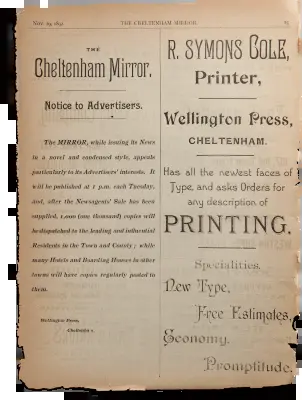 THE CHELTENHAM MIRROR.
THE
Cheltenham Mirror.
Notice to Advertisers.
The MIRROR, while issuing its News
in a novel and condensed style, appeals
particularly to its Advertisers' interests. It
will be published at 1 p.m. each Tuesday,
and, after the Newsagents' Sale has been
supplied, 1,000 (one thousand) copies will
be dispatched to the leading and influential
Residents in the Town and County; while
many Hotels and Boarding Houses in other
towns will have copies regularly posted to
them.
Wellington Press,
R. SYMONS COLE,
Printer,
Wellington Press,
CHELTENHAM.
Has all the newest faces of
Type, and asks Orders for
any description of
PRINTING.
Specialities.
New Type,
Free Estimates,
Economy.
Promptitude.